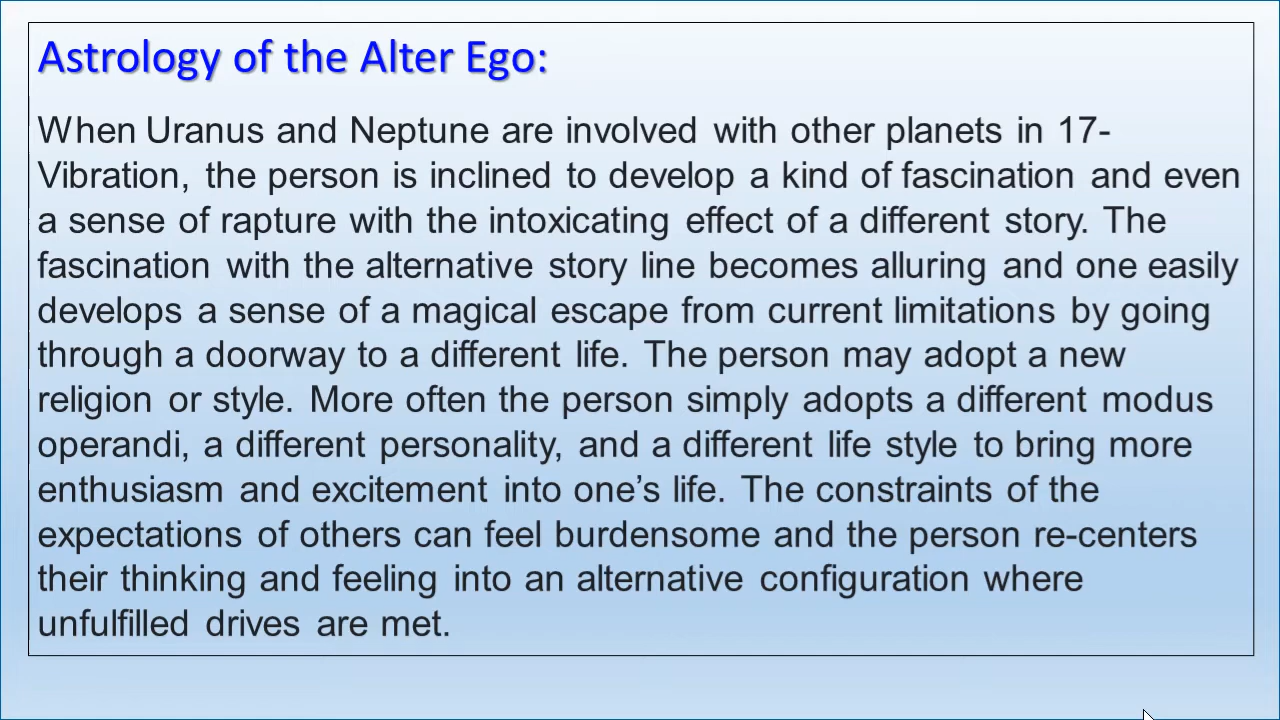 Astrology of the Alter Ego:
When Uranus and Neptune are involved with other planets in 17-
Vibration, the person is inclined to develop a kind of fascination and even
a sense of rapture with the intoxicating effect of a different story. The
fascination with the alternative story line becomes alluring and one easily
develops a sense of a magical escape from current limitations by going
through a doorway to a different life. The person may adopt a new
religion or style. More often the person simply adopts a different modus
operandi, a different personality, and a different life style to bring more
enthusiasm and excitement into one’s life. The constraints of the
expectations of others can feel burdensome and the person re-centers
their thinking and feeling into an alternative configuration where
unfulfilled drives are met.